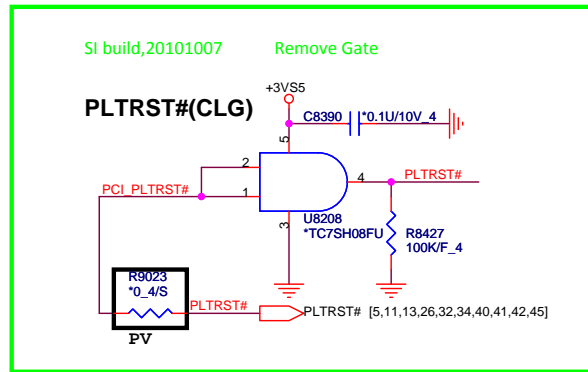 SI build,20101007 Remove Gate
+3VS5
PLTRST#(CLG)
C8390 *0.1U/10V_4
5
2
4 PLTRST#
PCI_PLTRST#
1
U8208
*TC7SH08FU
3
R8427
100K/F_4
R9023
*0_4/S
PLTRST#
PLTRST# [5,11,13,26,32,34,40,41,42,45]
PV